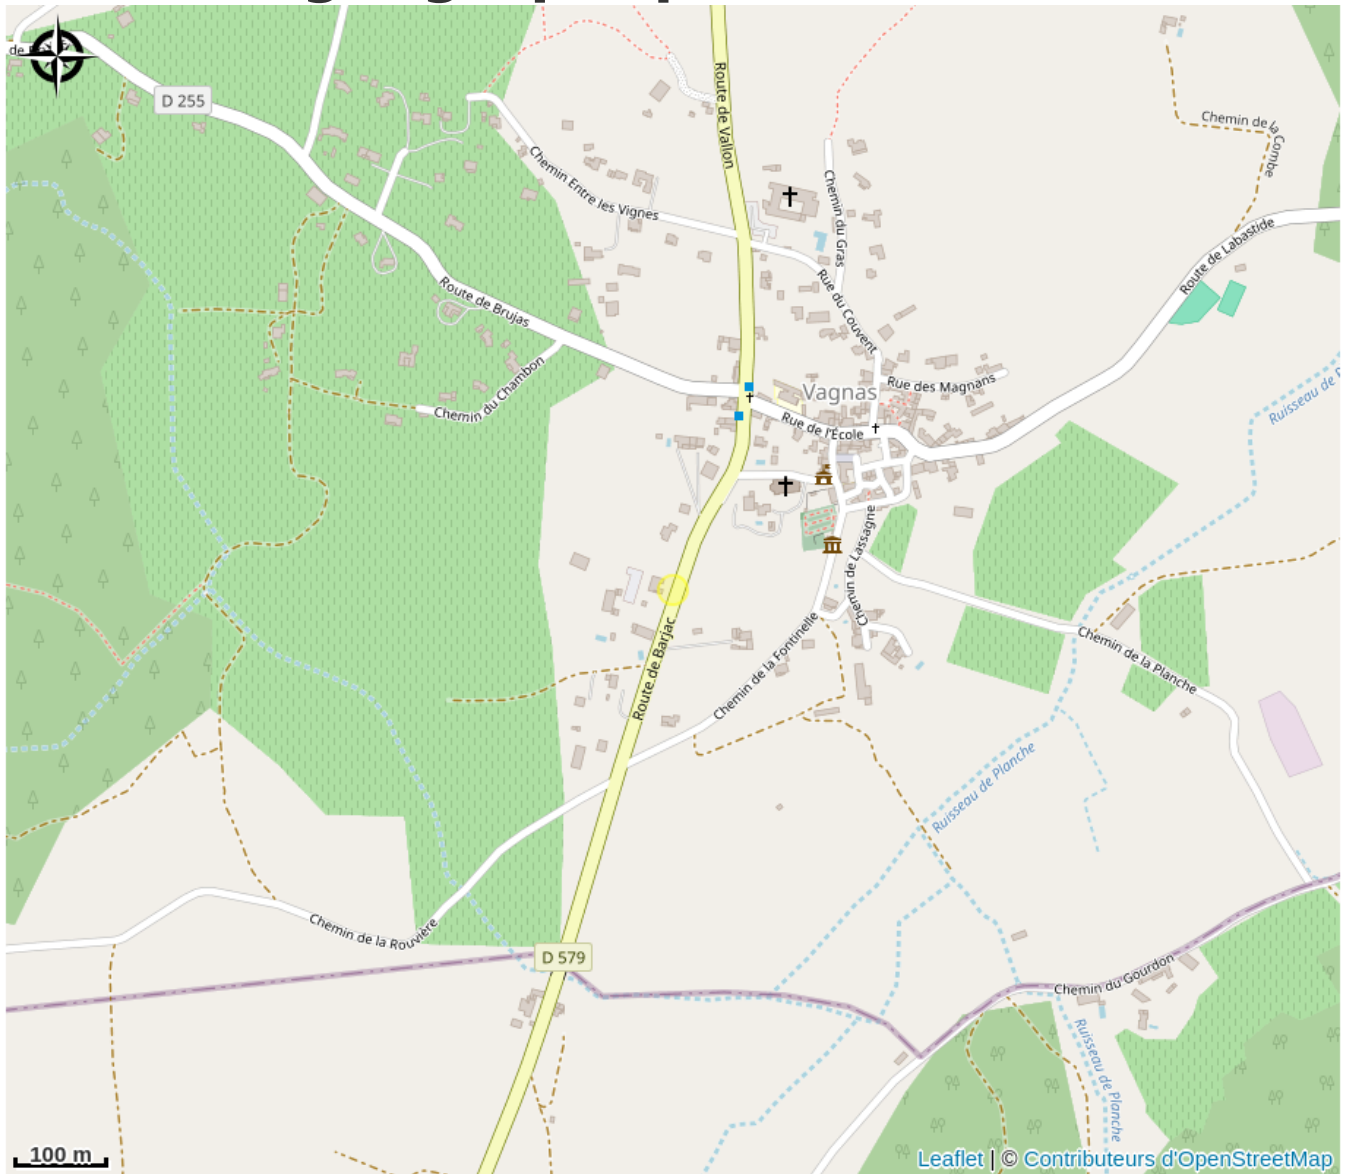 D 255
Route de Vallon
Chemin de la Combe
Chemin Entre les Vignes
Chemin du Gras
Route de Labastide
Rue du Couvent
Route de Brujas
Chemin du Chambon
Vagnas
Rue des Magnans
Rue de l'École
Ruisseau de
Chemin de Lassagne
Chemin de la Fontinelle
Route de Barjac
Chemin de la Planche
Ruisseau de Planche
Chemin de la Rouvière
D 579
Chemin du Gourdon
Ruisseau de Planche
100 m
Leaflet | © Contributeurs d'OpenStreetMap